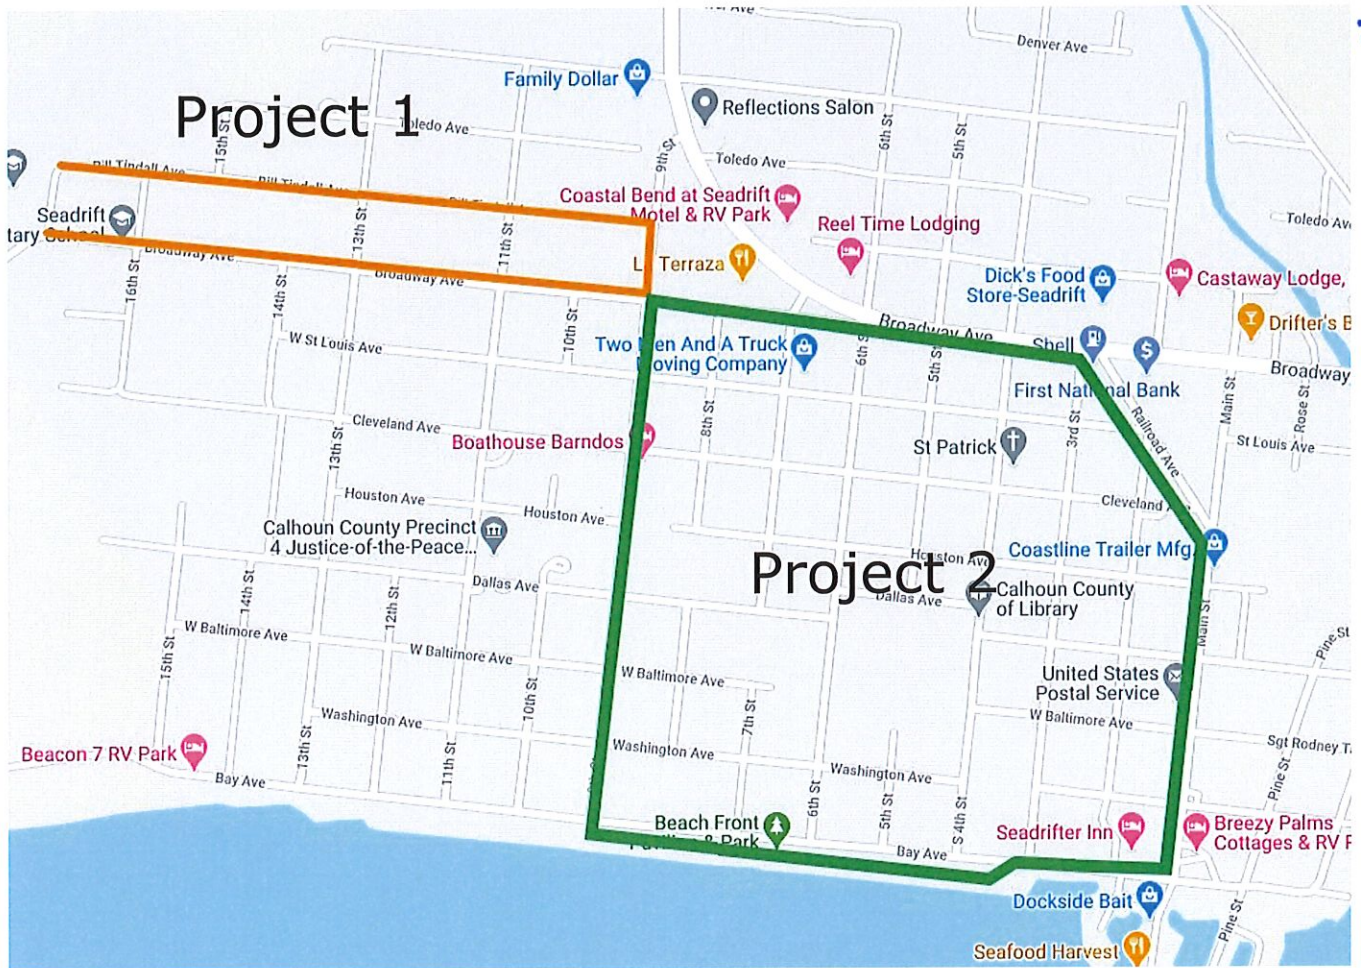 Denver Ave
Family Dollar
Reflections Salon
Project 1
15th St
Toledo Ave
9th St
Toledo Ave
6th St
5th St
Bill Tindall Ave
Bill Tindall Ave
Coastal Bend at Seadrift
Motel & RV Park
Seadrift
tary School
13th St
11th St
Reel Time Lodging
Toledo Av
Broadway Ave
Broadway Ave
Terraza
Dick's Food
Store-Seadrift
Castaway Lodge,
16th St
14th St
10th St
W St Louis Ave
Two Men And A Truck
Moving Company
Broadway Ave
Shell
Drifter's B
First National Bank
Broadway
6th St
5th St
Main St
Rose St
Railroad Ave
St Louis Ave
Cleveland Ave
Boathouse Barndos
8th St
3rd St
St Patrick
13th St
Houston Ave
Houston Ave
Cleveland
Calhoun County Precinct
4 Justice-of-the-Peace...
Project 2
Houston Ave
Coastline Trailer Mfg
Dallas Ave
Dallas Ave
Calhoun County
of Library
14th St
12th St
Main St
Pine St
15th St
W Baltimore Ave
W Baltimore Ave
W Baltimore Ave
United States
Postal Service
10th St
7th St
W Baltimore Ave
Washington Ave
Washington Ave
Washington Ave
Sgt Rodney T
Beacon 7 RV Park
13th St
11th St
Pine St
Bay Ave
6th St
5th St
S 4th St
Beach Front
Park
Bay Ave
Seadrifter Inn
Breezy Palms
Cottages & RV P
Dockside Bait
Pine St
Seafood Harvest